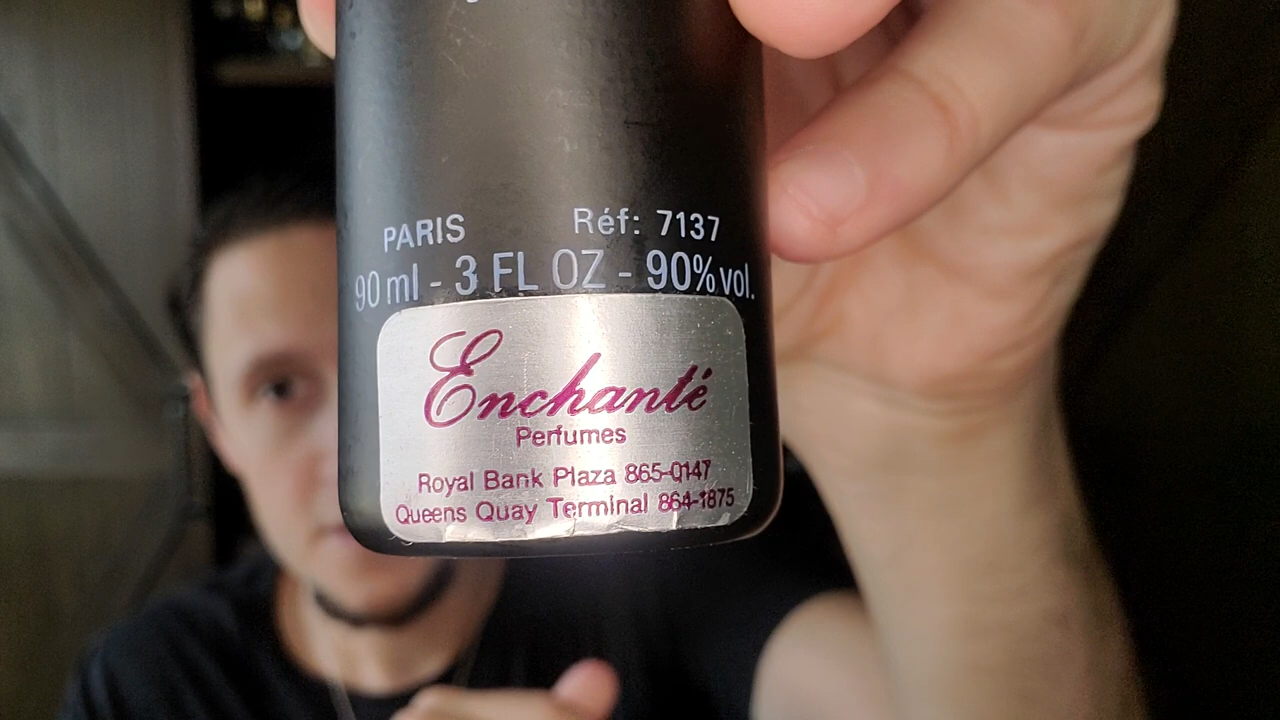 PARIS Réf: 7137
90 ml - 3 FL OZ - 90% vol.
Enchanté
Perfumes
Royal Bank Plaza 865-0147
Queens Quay Terminal 864-1875